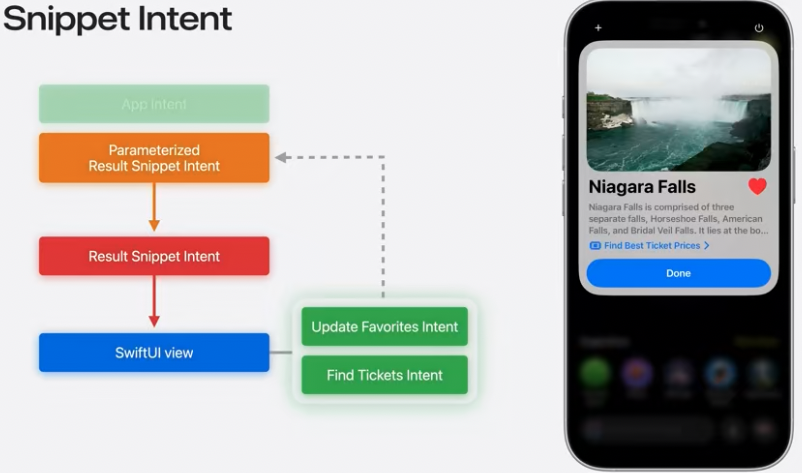 Snippet Intent
App Intent
Parameterized
Result Snippet Intent
Result Snippet Intent
SwiftUI view
Update Favorites Intent
Find Tickets Intent
Niagara Falls
Niagara Falls is comprised of three
separate falls, Horseshoe Falls, American
Falls, and Bridal Veil Falls. It lies at the bo...
Find Best Ticket Prices
Done